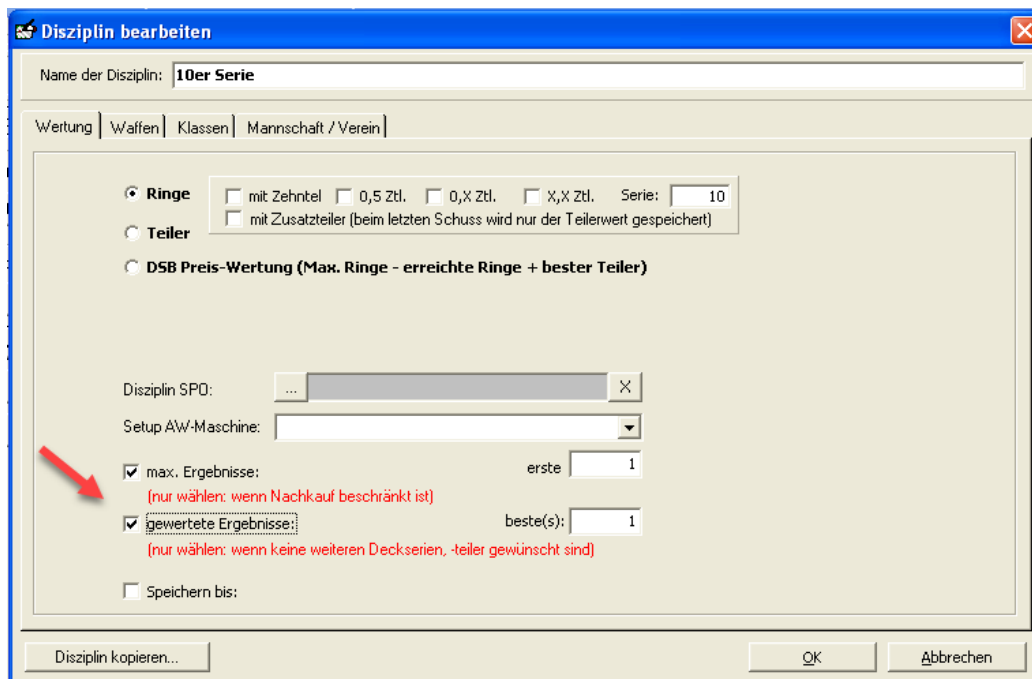 Disziplin bearbeiten
Name der Disziplin: 10er Serie
Wertung Waffen Klassen Mannschaft / Verein
Ringe mit Zehntel 0,5 Ztl. 0,X Ztl. X,X Ztl. Serie: 10
mit Zusatzteiler (beim letzten Schuss wird nur der Teilerwert gespeichert)
Teiler
DSB Preis-Wertung (Max. Ringe - erreichte Ringe + bester Teiler)
Disziplin SPO: ... X
Setup AW-Maschine:
max. Ergebnisse: erste 1
(nur wählen: wenn Nachkauf beschränkt ist)
gewertete Ergebnisse: beste(s): 1
(nur wählen: wenn keine weiteren Deckserien, -teiler gewünscht sind)
Speichern bis:
Disziplin kopieren... OK Abbrechen